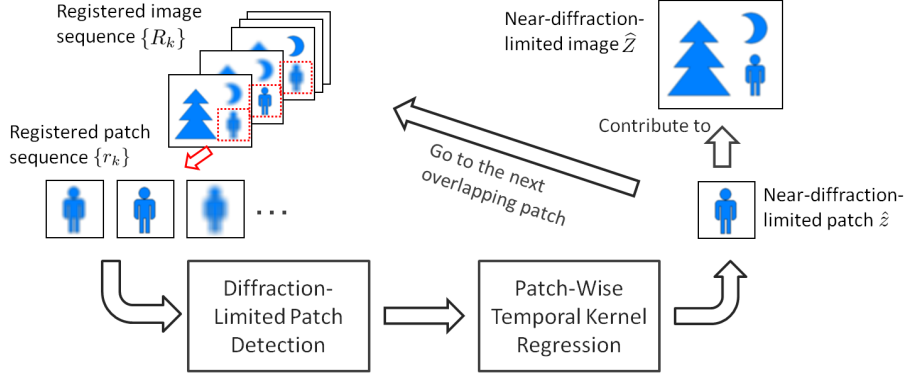 Registered image
sequence {R_k}
Registered patch
sequence {r_k}
...
Diffraction-
Limited Patch
Detection
Patch-Wise
Temporal Kernel
Regression
Go to the next
overlapping patch
Near-diffraction-
limited image Ẑ
Contribute to
Near-diffraction-
limited patch ẑ